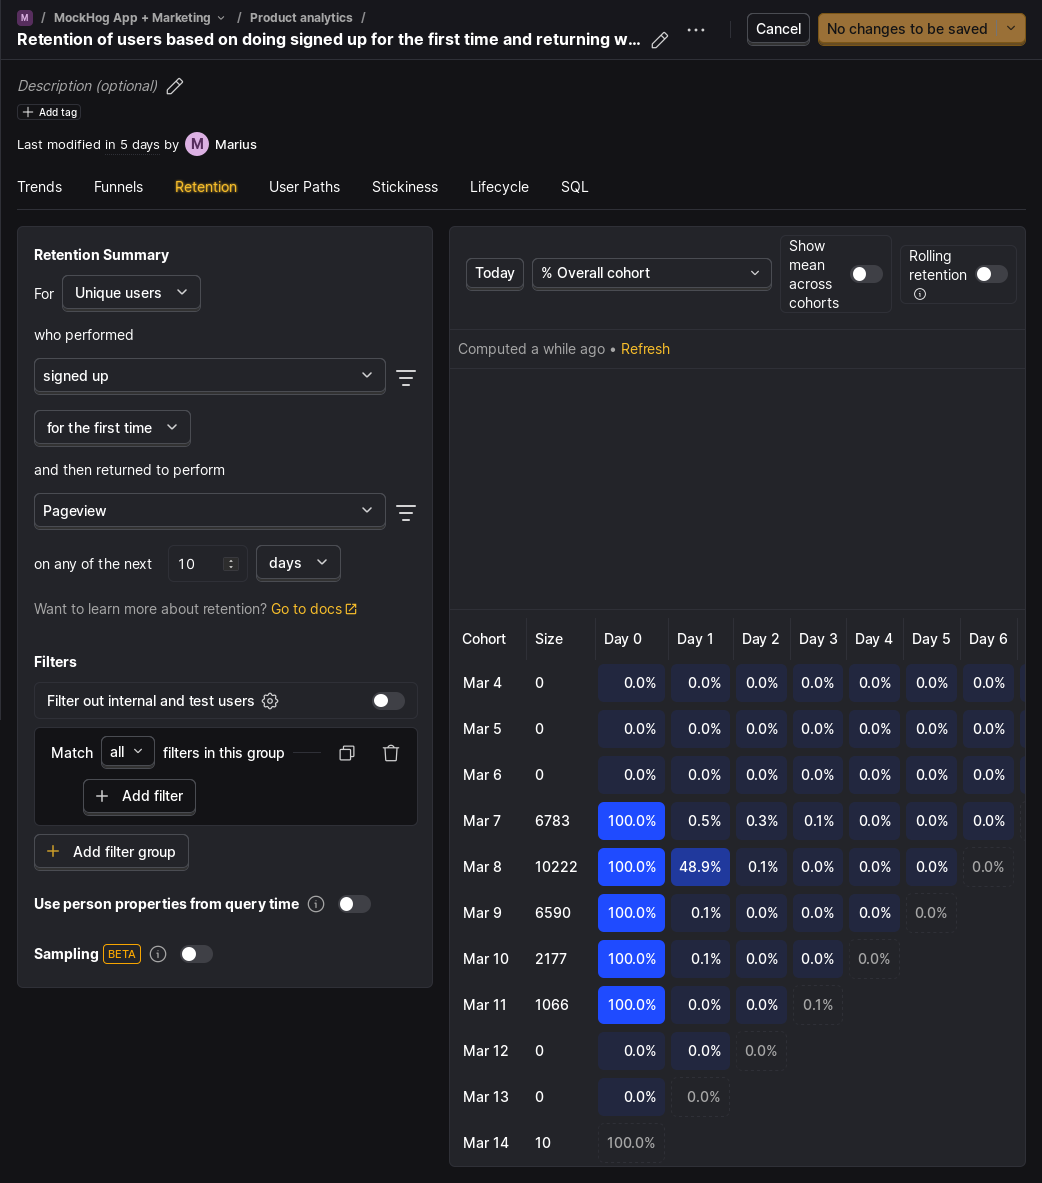 M / MockHog App + Marketing / Product analytics /
Retention of users based on doing signed up for the first time and returning w...
Cancel
No changes to be saved
Description (optional)
Add tag
Last modified in 5 days by M Marius
Trends Funnels Retention User Paths Stickiness Lifecycle SQL
Retention Summary
For Unique users
who performed
signed up
for the first time
and then returned to perform
Pageview
on any of the next 10 days
Want to learn more about retention? Go to docs
Filters
Filter out internal and test users
Match all filters in this group
Add filter
Add filter group
Use person properties from query time
Sampling BETA
Today
% Overall cohort
Show
mean
across
cohorts
Rolling
retention
Computed a while ago • Refresh
Cohort Size Day 0 Day 1 Day 2 Day 3 Day 4 Day 5 Day 6
Mar 4 0 0.0% 0.0% 0.0% 0.0% 0.0% 0.0% 0.0%
Mar 5 0 0.0% 0.0% 0.0% 0.0% 0.0% 0.0% 0.0%
Mar 6 0 0.0% 0.0% 0.0% 0.0% 0.0% 0.0% 0.0%
Mar 7 6783 100.0% 0.5% 0.3% 0.1% 0.0% 0.0% 0.0%
Mar 8 10222 100.0% 48.9% 0.1% 0.0% 0.0% 0.0% 0.0%
Mar 9 6590 100.0% 0.1% 0.0% 0.0% 0.0% 0.0%
Mar 10 2177 100.0% 0.1% 0.0% 0.0% 0.0%
Mar 11 1066 100.0% 0.0% 0.0% 0.1%
Mar 12 0 0.0% 0.0% 0.0%
Mar 13 0 0.0% 0.0%
Mar 14 10 100.0%